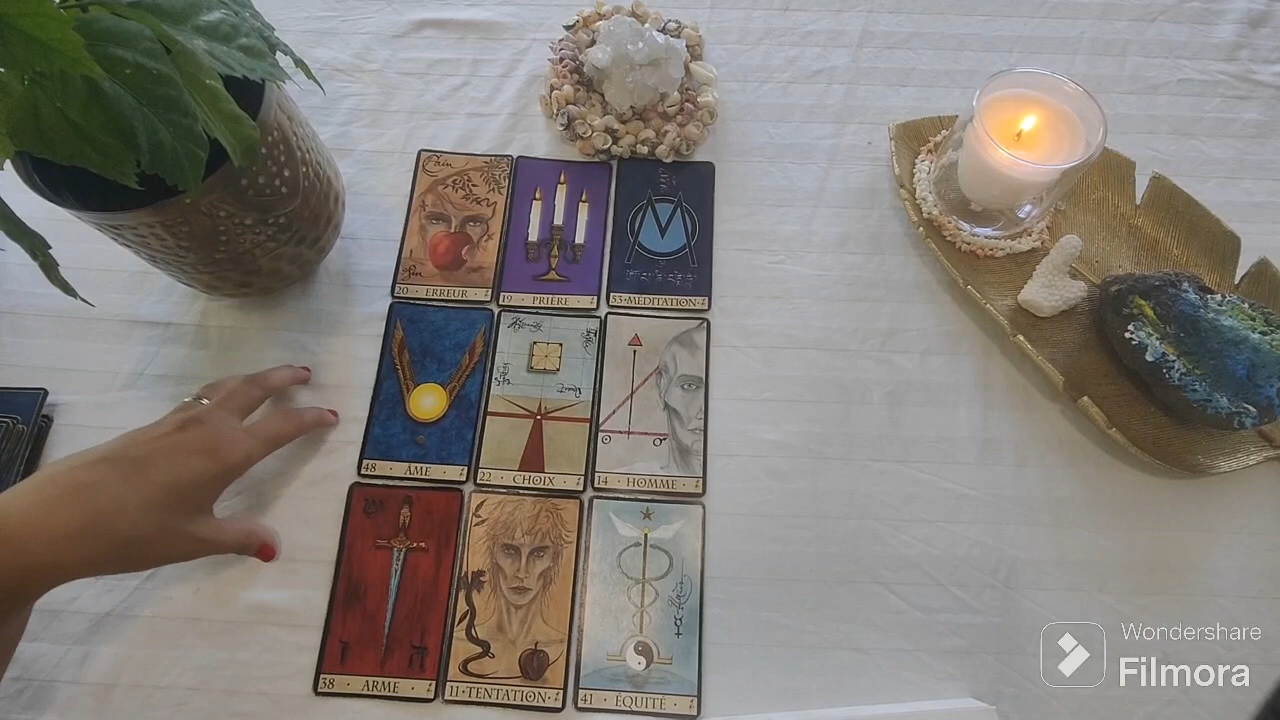 Cain
20 · ERREUR ·
19 · PRIÈRE ·
M
53 · MÉDITATION ·
48 · ÂME ·
22 · CHOIX ·
14 · HOMME ·
38 · ARME ·
11 · TENTATION ·
41 · ÉQUITÉ ·
Wondershare
Filmora